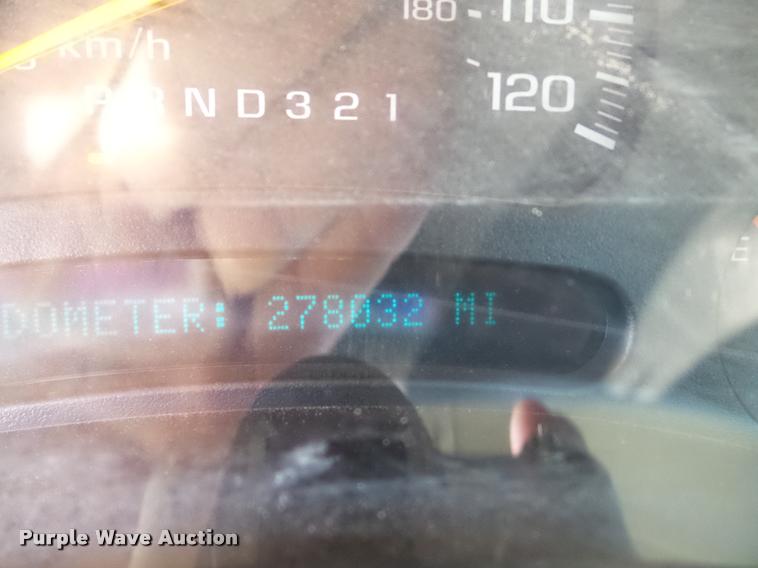 180 110
km/h
P R N D 3 2 1
120
E
DOMETER: 278032 MI
Purple Wave Auction